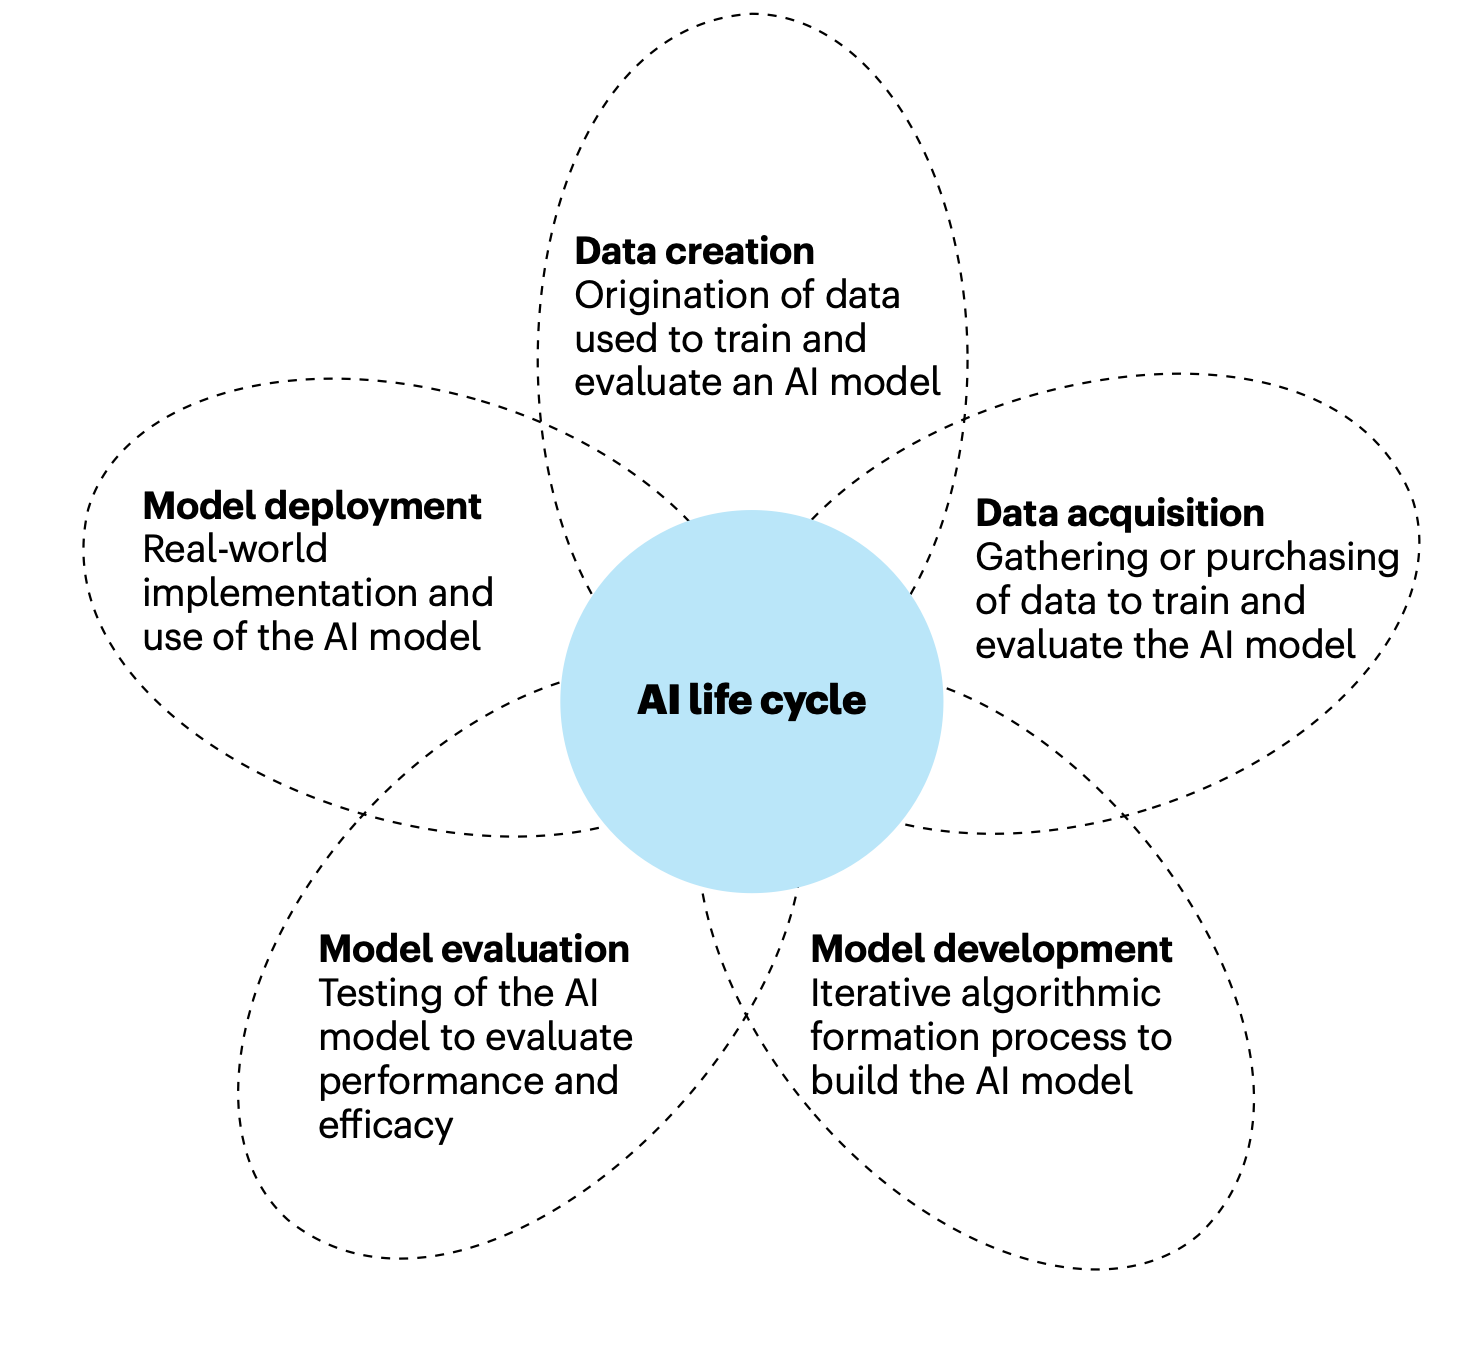 Data creation
Origination of data
used to train and
evaluate an AI model
Data acquisition
Gathering or purchasing
of data to train and
evaluate the AI model
Model development
Iterative algorithmic
formation process to
build the AI model
Model evaluation
Testing of the AI
model to evaluate
performance and
efficacy
Model deployment
Real-world
implementation and
use of the AI model
AI life cycle